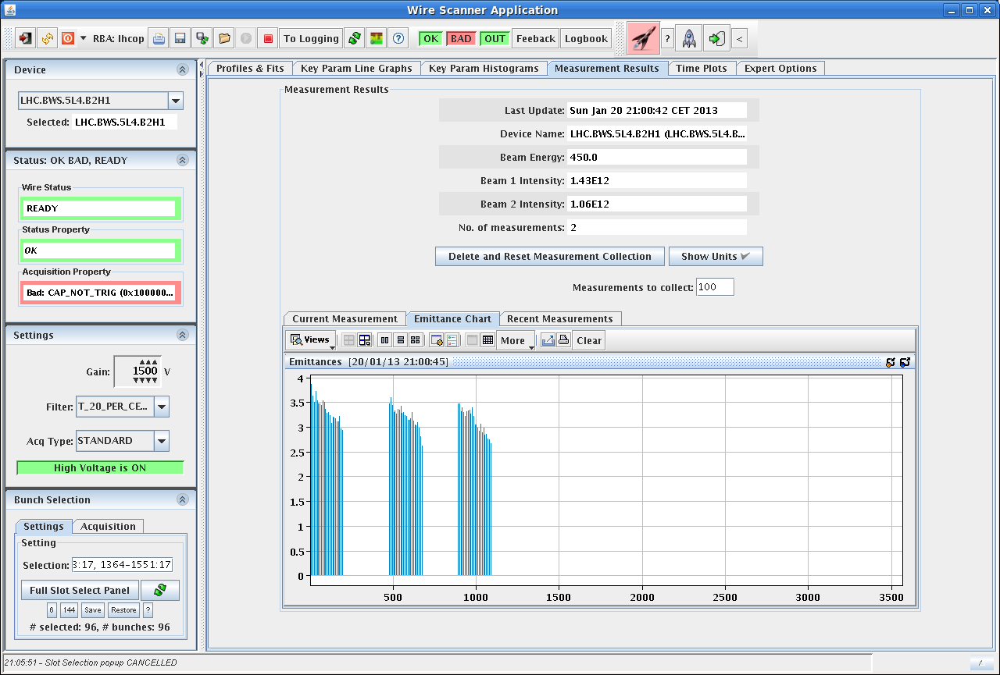 Wire Scanner Application
RBA: lhcop
To Logging
OK BAD OUT Feeback Logbook ? <
Device
LHC.BWS.5L4.B2H1
Selected: LHC.BWS.5L4.B2H1
Status: OK BAD, READY
Wire Status
READY
Status Property
OK
Acquisition Property
Bad: CAP_NOT_TRIG (0x100000...
Settings
Gain: 1500 V
Filter: T_20_PER_CE...
Acq Type: STANDARD
High Voltage is ON
Bunch Selection
Settings Acquisition
Setting
Selection: 3:17, 1364-1551:17
Full Slot Select Panel
6 144 Save Restore ?
# selected: 96, # bunches: 96
Profiles & Fits Key Param Line Graphs Key Param Histograms Measurement Results Time Plots Expert Options
Measurement Results
Last Update: Sun Jan 20 21:00:42 CET 2013
Device Name: LHC.BWS.5L4.B2H1 (LHC.BWS.5L4.B...
Beam Energy: 450.0
Beam 1 Intensity: 1.43E12
Beam 2 Intensity: 1.06E12
No. of measurements: 2
Delete and Reset Measurement Collection Show Units
Measurements to collect: 100
Current Measurement Emittance Chart Recent Measurements
Views More Clear
Emittances [20/01/13 21:00:45]
4
3.5
3
2.5
2
1.5
1
0.5
0
500 1000 1500 2000 2500 3000 3500
21:05:51 - Slot Selection popup CANCELLED